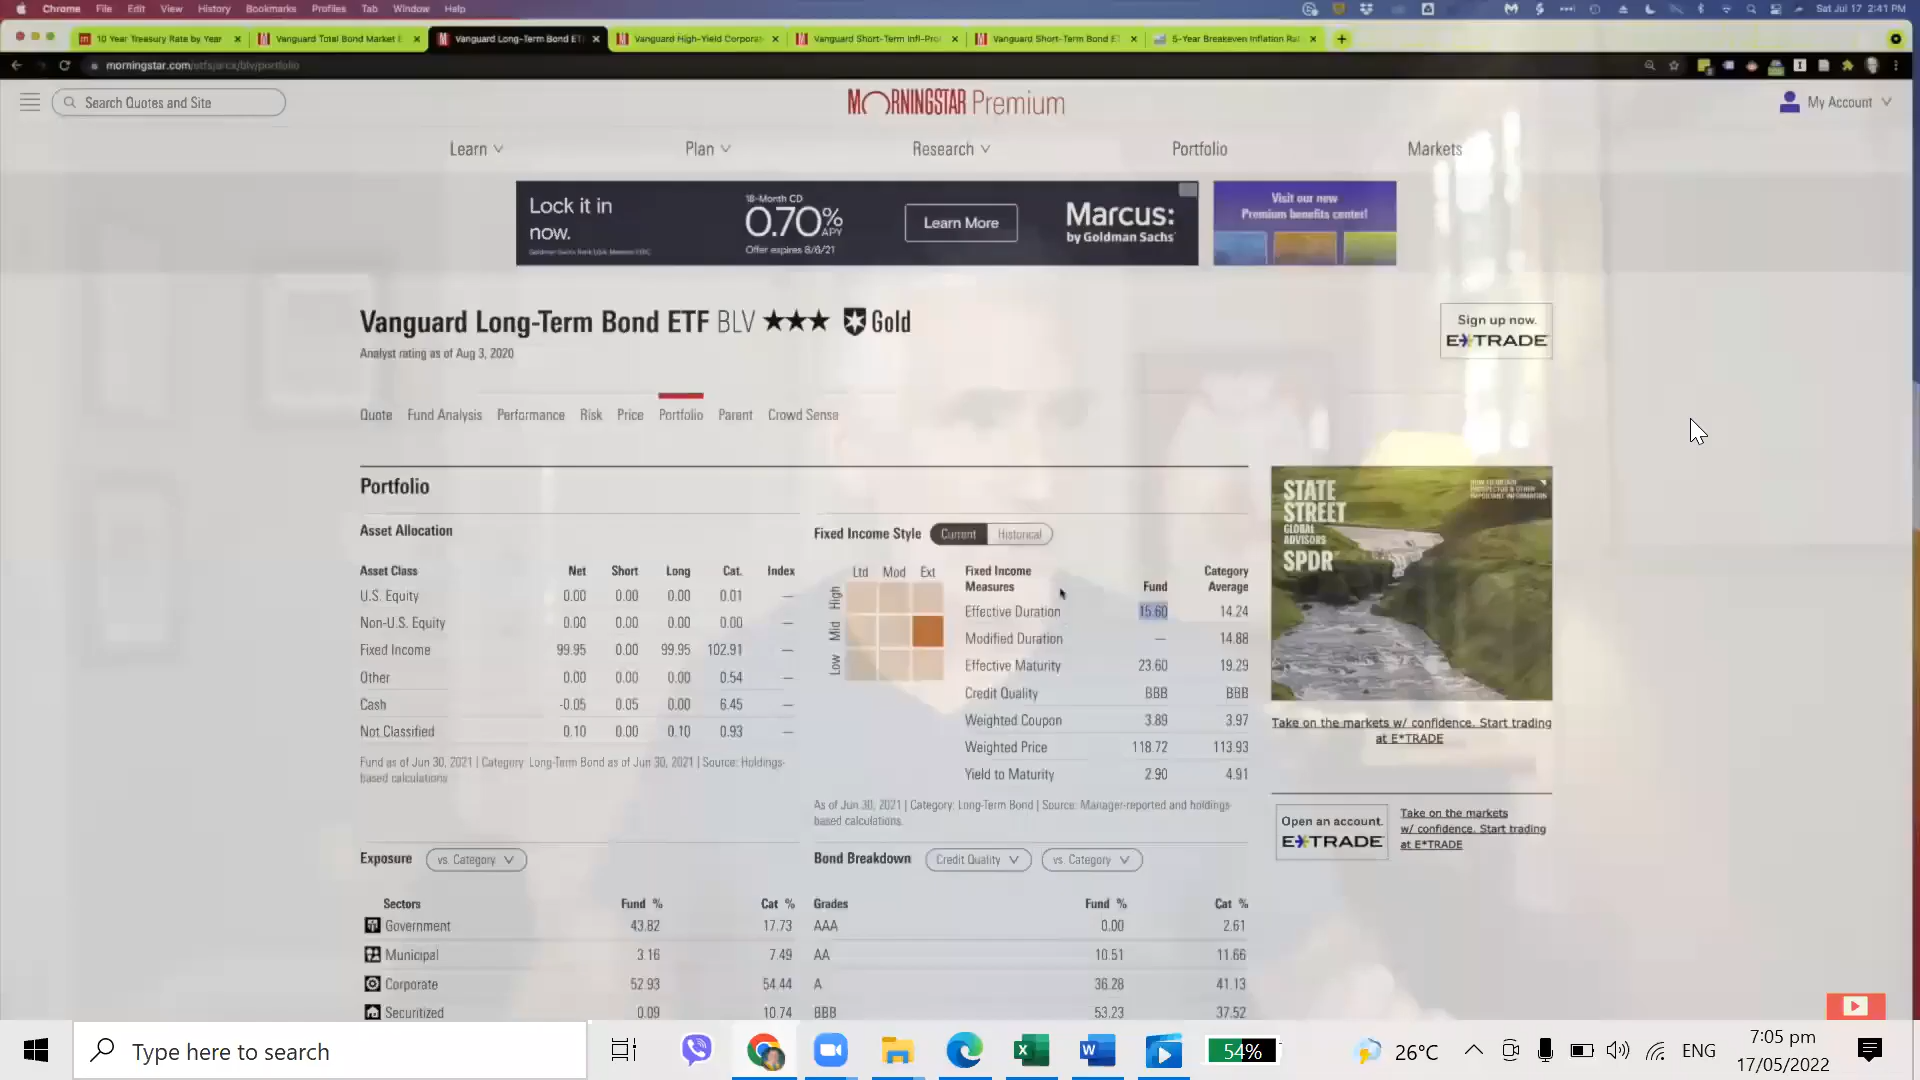 Chrome File Edit View History Bookmarks Profiles Tab Window Help
Sat Jul 17 2:41 PM
10 Year Treasury Rate by Year
Vanguard Total Bond Market E
Vanguard Long-Term Bond ET
Vanguard High-Yield Corporat
Vanguard Short-Term Infl-Pro
Vanguard Short-Term Bond E
5-Year Breakeven Inflation Ra
morningstar.com/etfs/arcx/blv/portfolio
Search Quotes and Site
MORNINGSTAR Premium
My Account
Learn Plan Research Portfolio Markets
Lock it in now.
18-Month CD
0.70% APY
Offer expires 8/6/21
Learn More
Marcus:
by Goldman Sachs
Visit our new
Premium benefits center!
Vanguard Long-Term Bond ETF BLV ★★★ Gold
Analyst rating as of Aug 3, 2020
Sign up now.
E*TRADE
Quote Fund Analysis Performance Risk Price Portfolio Parent Crowd Sense
Portfolio
Asset Allocation
Asset Class Net Short Long Cat. Index
U.S. Equity 0.00 0.00 0.00 0.01 —
Non-U.S. Equity 0.00 0.00 0.00 0.00 —
Fixed Income 99.95 0.00 99.95 102.91 —
Other 0.00 0.00 0.00 0.54 —
Cash -0.05 0.05 0.00 6.45 —
Not Classified 0.10 0.00 0.10 0.93 —
Fund as of Jun 30, 2021 | Category: Long-Term Bond as of Jun 30, 2021 | Source: Holdings-
based calculations
Fixed Income Style Current Historical
Ltd Mod Ext
High
Mid
Low
Fixed Income Measures Fund Category Average
Effective Duration 15.60 14.24
Modified Duration — 14.88
Effective Maturity 23.60 19.29
Credit Quality BBB BBB
Weighted Coupon 3.89 3.97
Weighted Price 118.72 113.93
Yield to Maturity 2.90 4.91
As of Jun 30, 2021 | Category: Long-Term Bond | Source: Manager-reported and holdings-
based calculations.
STATE
STREET
GLOBAL
ADVISORS
SPDR
Take on the markets w/ confidence. Start trading
at E*TRADE
Open an account.
E*TRADE
Take on the markets
w/ confidence. Start trading
at E*TRADE
Exposure vs. Category
Sectors Fund % Cat %
Government 43.82 17.73
Municipal 3.16 7.49
Corporate 52.93 54.44
Securitized 0.09 10.74
Bond Breakdown Credit Quality vs. Category
Grades Fund % Cat %
AAA 0.00 2.61
AA 10.51 11.66
A 36.28 41.13
BBB 53.23 37.52
Type here to search
54%
26°C
ENG
7:05 pm
17/05/2022